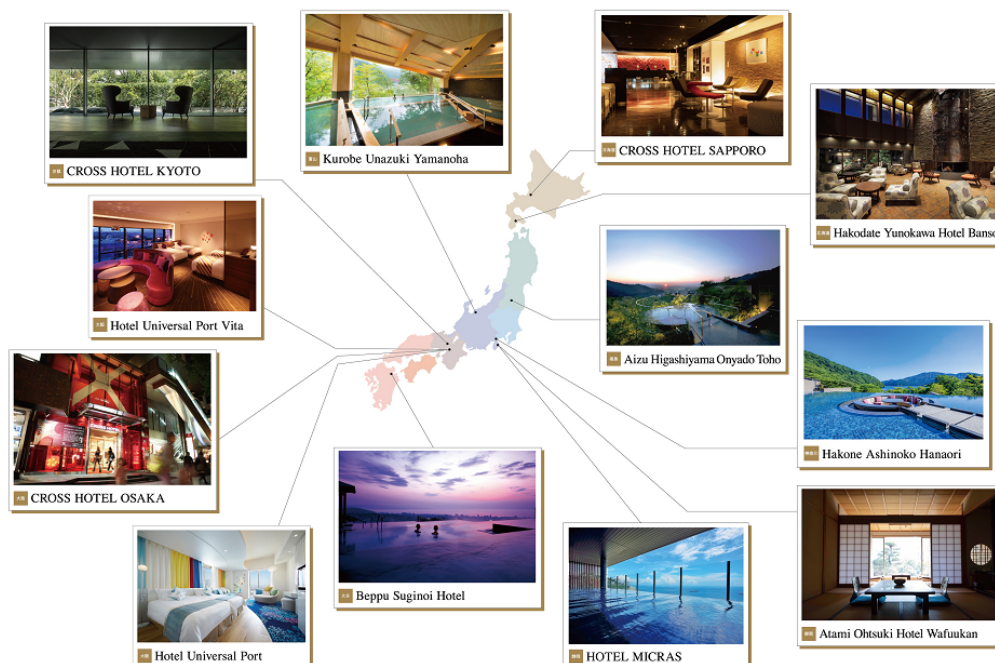 CROSS HOTEL KYOTO
Kurobe Unazuki Yamanoha
CROSS HOTEL SAPPORO
Hakodate Yunokawa Hotel Banso
Hotel Universal Port Vita
Aizu Higashiyama Onyado Toho
CROSS HOTEL OSAKA
Hakone Ashinoko Hanaori
Beppu Suginoi Hotel
Hotel Universal Port
HOTEL MICRAS
Atami Ohtsuki Hotel Wafuukan